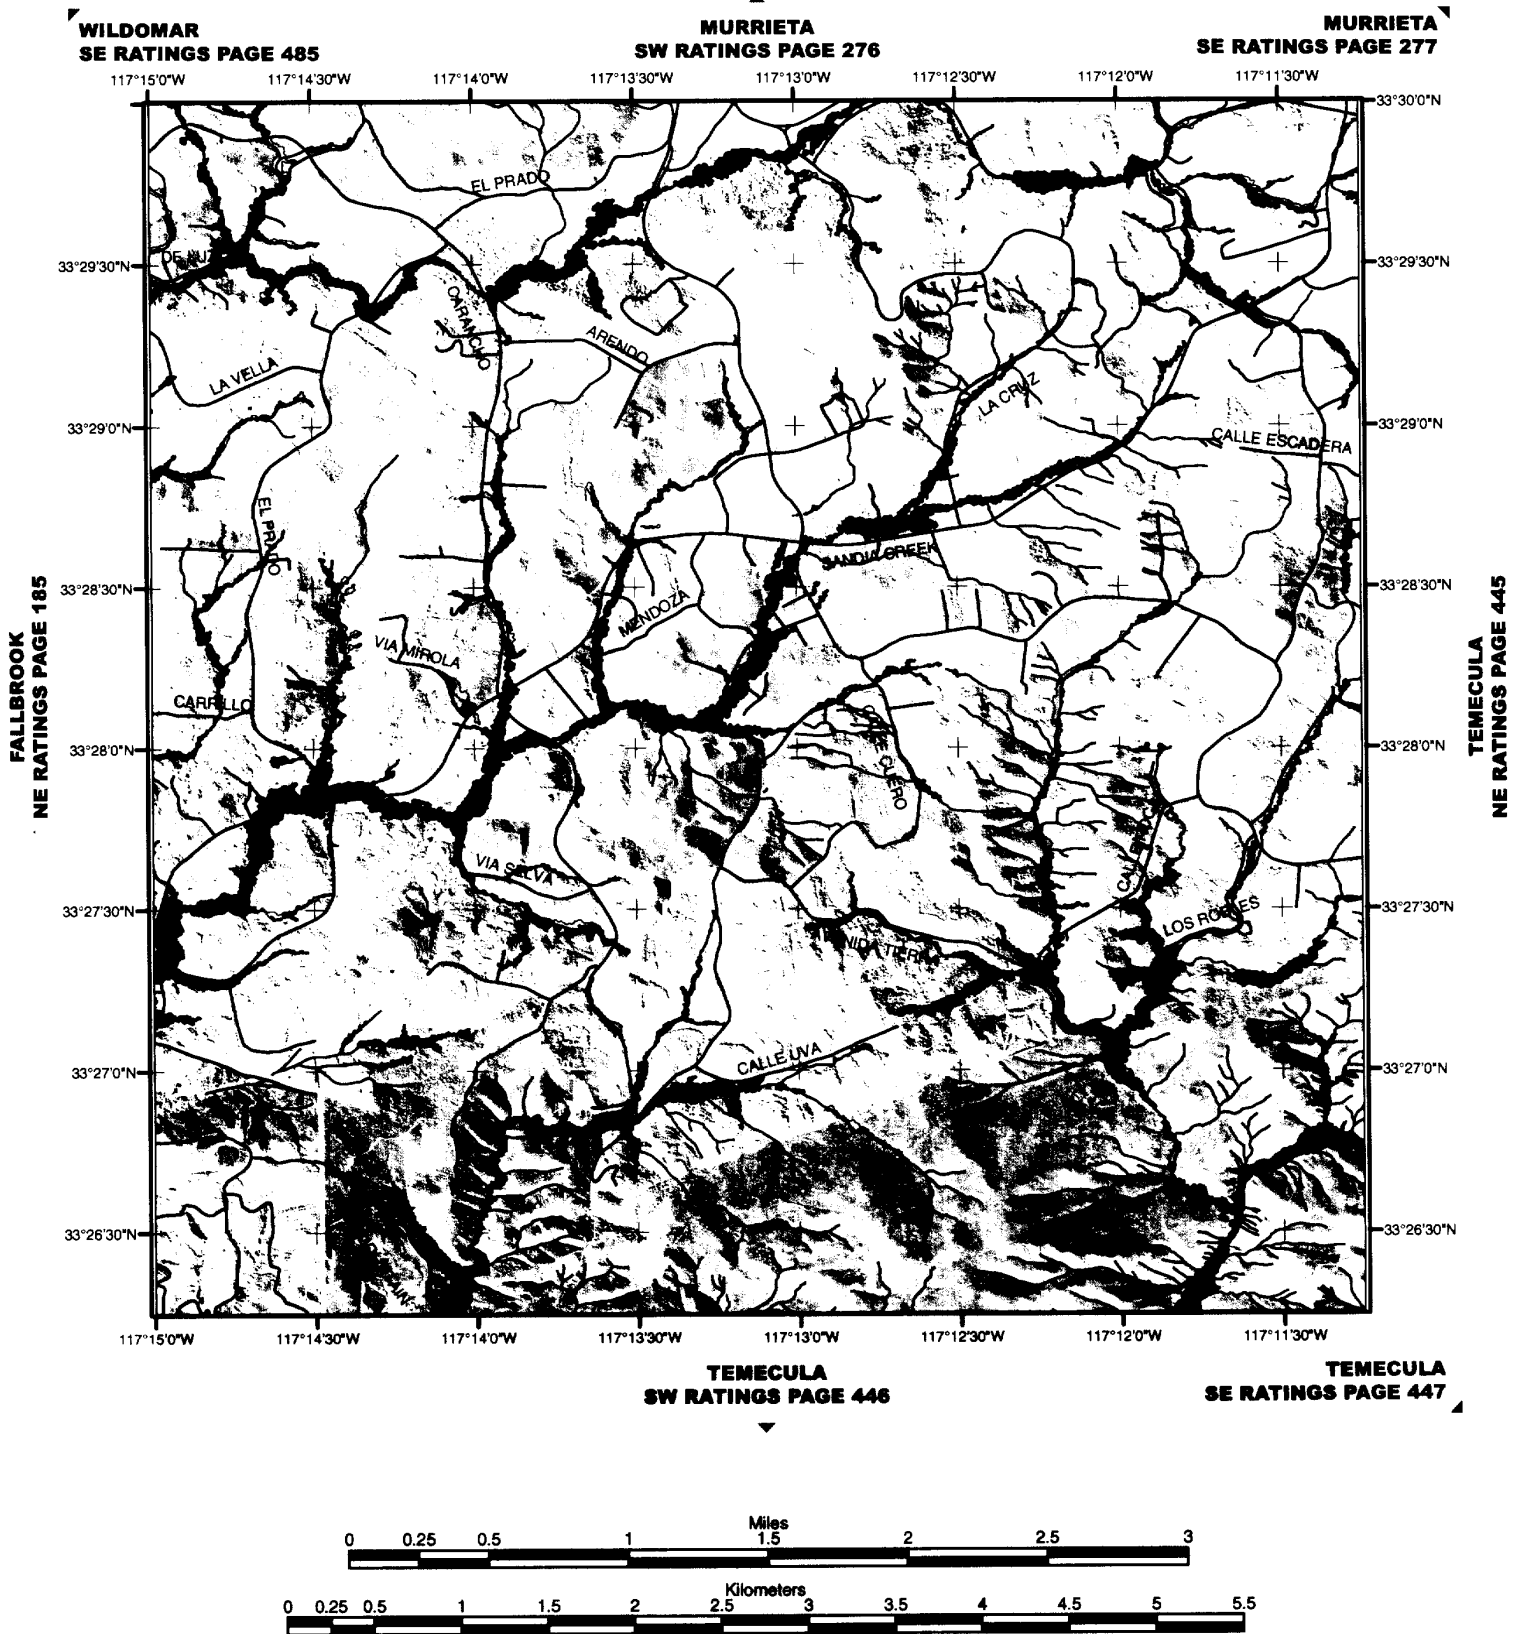 WILDOMAR
SE RATINGS PAGE 485
MURRIETA
SW RATINGS PAGE 276
MURRIETA
SE RATINGS PAGE 277
117°15'0"W 117°14'30"W 117°14'0"W 117°13'30"W 117°13'0"W 117°12'30"W 117°12'0"W 117°11'30"W
33°30'0"N
EL PRADO
DE LUZ
33°29'30"N
33°29'30"N
CARANCHO
ARENDO
LA VELLA
LA CRUZ
33°29'0"N
33°29'0"N
CALLE ESCADERA
EL PRADO
SANDIA CREEK
33°28'30"N
33°28'30"N
MENDOZA
VIA MIROLA
CARRILLO
FALLBROOK
NE RATINGS PAGE 185
TEMECULA
NE RATINGS PAGE 445
33°28'0"N
33°28'0"N
CLERO
VIA SELVA
33°27'30"N
33°27'30"N
LOS ROBLES
NIDA TIERRA
CALLE UVA
33°27'0"N
33°27'0"N
33°26'30"N
33°26'30"N
117°15'0"W 117°14'30"W 117°14'0"W 117°13'30"W 117°13'0"W 117°12'30"W 117°12'0"W 117°11'30"W
TEMECULA
SW RATINGS PAGE 446
TEMECULA
SE RATINGS PAGE 447
Miles
0 0.25 0.5 1 1.5 2 2.5 3
Kilometers
0 0.25 0.5 1 1.5 2 2.5 3 3.5 4 4.5 5 5.5